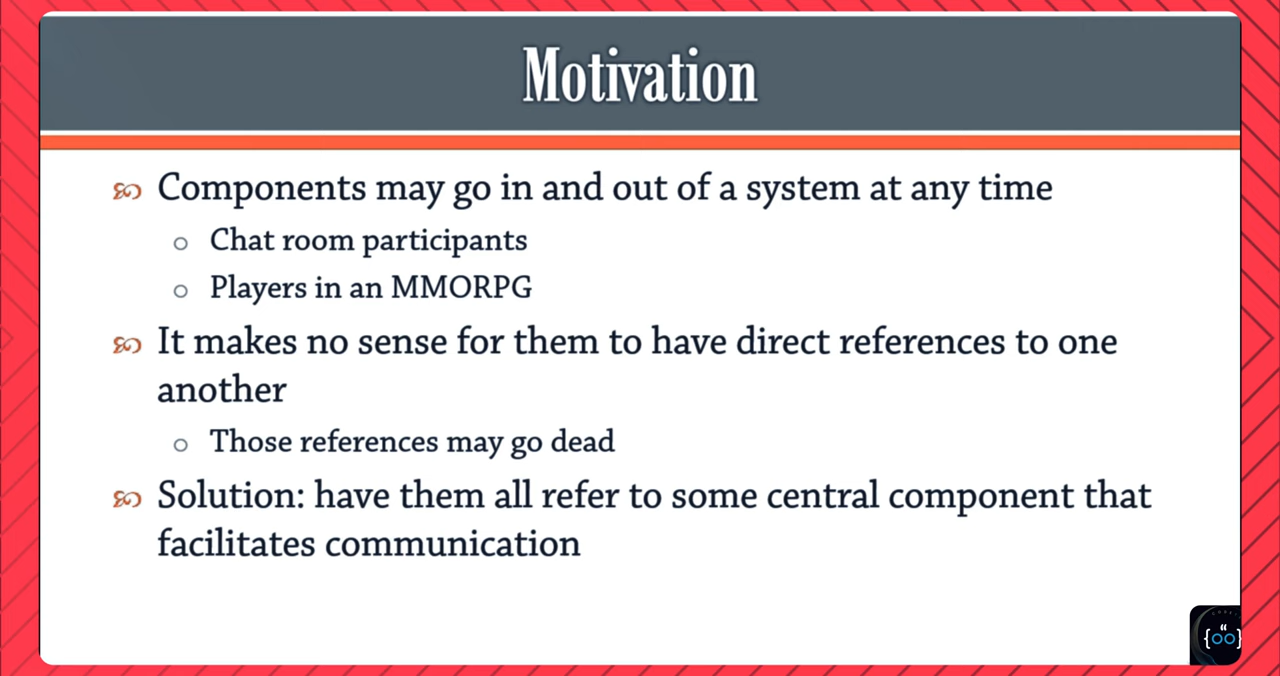 Motivation
Components may go in and out of a system at any time
Chat room participants
Players in an MMORPG
It makes no sense for them to have direct references to one
another
Those references may go dead
Solution: have them all refer to some central component that
facilitates communication